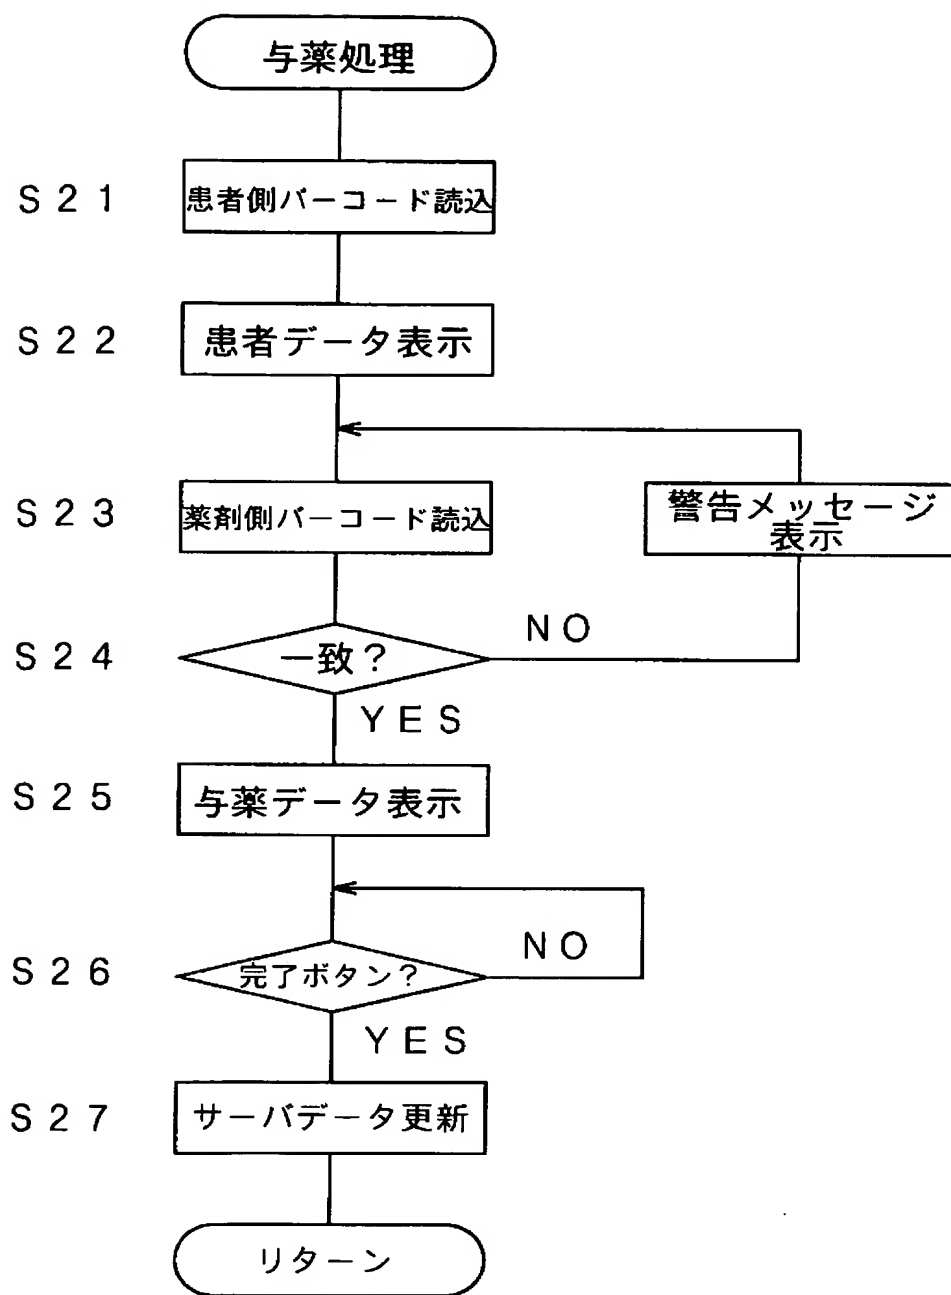 与薬処理
S21
患者側バーコード読込
S22
患者データ表示
S23
薬剤側バーコード読込
警告メッセージ
表示
S24
一致?
NO
YES
S25
与薬データ表示
S26
完了ボタン?
NO
YES
S27
サーバデータ更新
リターン